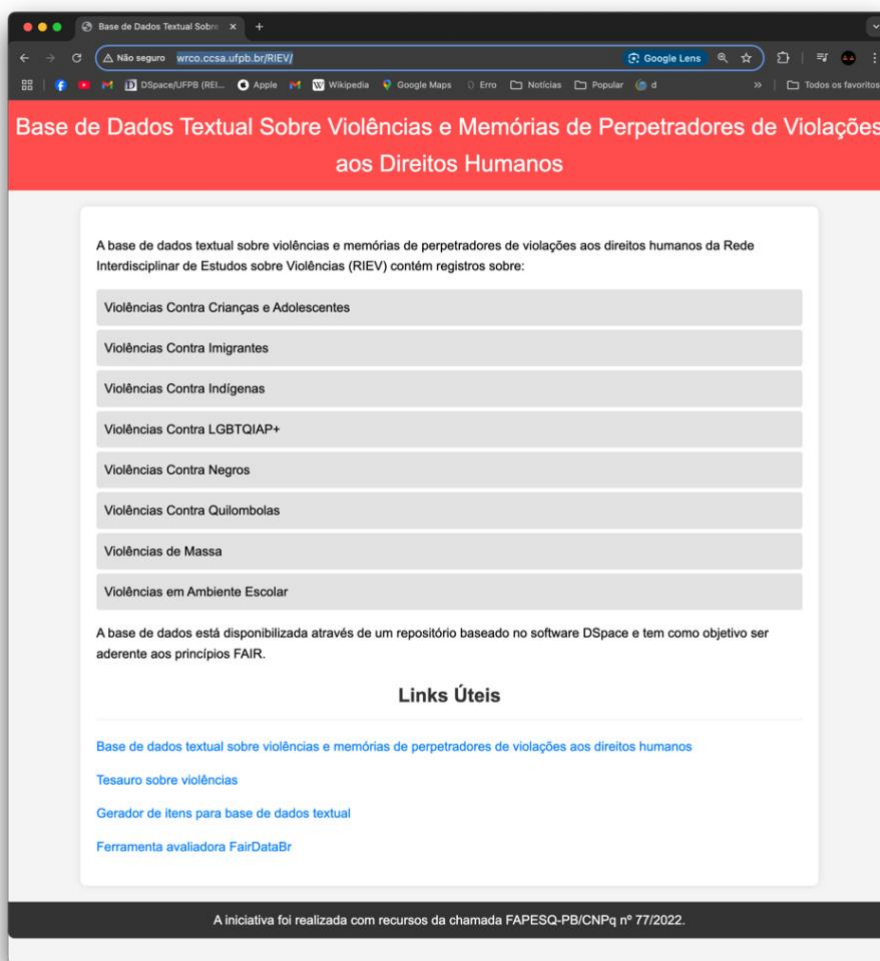 Base de Dados Textual Sobre
Não seguro wrco.ccsa.ufpb.br/RIEV/
Google Lens
DSpace/UFPB (REI... Apple Wikipedia Google Maps Erro Notícias Popular d » Todos os favoritos
Base de Dados Textual Sobre Violências e Memórias de Perpetradores de Violações
aos Direitos Humanos
A base de dados textual sobre violências e memórias de perpetradores de violações aos direitos humanos da Rede
Interdisciplinar de Estudos sobre Violências (RIEV) contém registros sobre:
Violências Contra Crianças e Adolescentes
Violências Contra Imigrantes
Violências Contra Indígenas
Violências Contra LGBTQIAP+
Violências Contra Negros
Violências Contra Quilombolas
Violências de Massa
Violências em Ambiente Escolar
A base de dados está disponibilizada através de um repositório baseado no software DSpace e tem como objetivo ser
aderente aos princípios FAIR.
Links Úteis
Base de dados textual sobre violências e memórias de perpetradores de violações aos direitos humanos
Tesauro sobre violências
Gerador de itens para base de dados textual
Ferramenta avaliadora FairDataBr
A iniciativa foi realizada com recursos da chamada FAPESQ-PB/CNPq nº 77/2022.